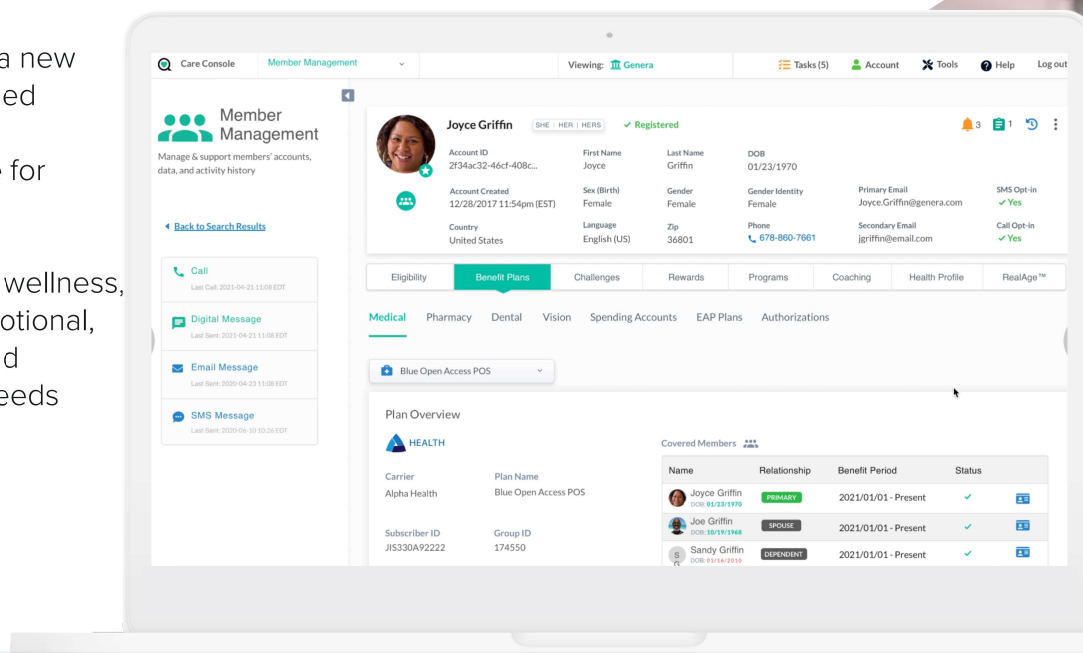 a new
ed
e for
wellness,
otional,
d
eeds
Care Console Member Management Viewing: Genera Tasks (5) Account Tools Help Log out
Member
Management
Manage & support members' accounts,
data, and activity history
Back to Search Results
Call
Last Call: 2021-04-21 11:08 EDT
Digital Message
Last Sent: 2021-04-21 11:08 EDT
Email Message
Last Sent: 2020-04-23 11:08 EDT
SMS Message
Last Sent: 2020-06-10 10:26 EDT
Joyce Griffin SHE | HER | HERS Registered 3 1
Account ID First Name Last Name DOB
2f34ac32-46cf-408c... Joyce Griffin 01/23/1970
Account Created Sex (Birth) Gender Gender Identity Primary Email SMS Opt-in
12/28/2017 11:54pm (EST) Female Female Female Joyce.Griffin@genera.com Yes
Country Language Zip Phone Secondary Email Call Opt-in
United States English (US) 36801 678-860-7661 jgriffin@email.com Yes
Eligibility Benefit Plans Challenges Rewards Programs Coaching Health Profile RealAge™
Medical Pharmacy Dental Vision Spending Accounts EAP Plans Authorizations
Blue Open Access POS
Plan Overview
HEALTH
Carrier Plan Name
Alpha Health Blue Open Access POS
Subscriber ID Group ID
JIS330A92222 174550
Covered Members
Name Relationship Benefit Period Status
Joyce Griffin PRIMARY 2021/01/01 - Present
DOB: 01/23/1970
Joe Griffin SPOUSE 2021/01/01 - Present
DOB: 10/19/1968
S G Sandy Griffin DEPENDENT 2021/01/01 - Present
DOB: 01/16/2010